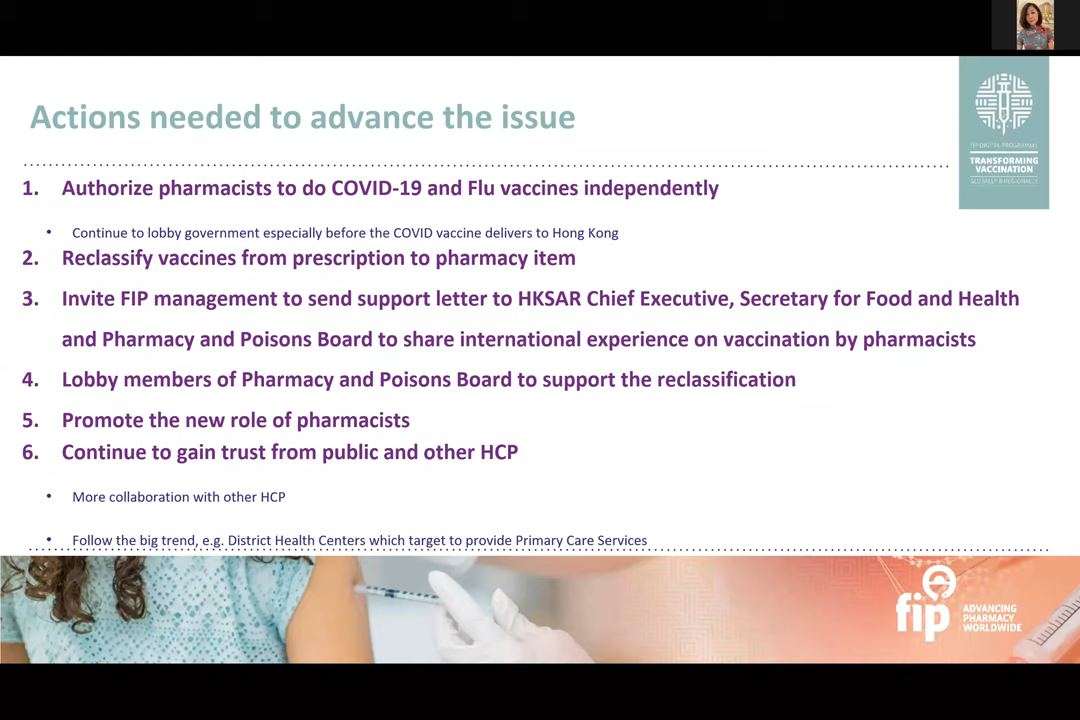 Actions needed to advance the issue
FIP DIGITAL PROGRAMME
TRANSFORMING
VACCINATION
GLOBALLY & REGIONALLY
1. Authorize pharmacists to do COVID-19 and Flu vaccines independently
• Continue to lobby government especially before the COVID vaccine delivers to Hong Kong
2. Reclassify vaccines from prescription to pharmacy item
3. Invite FIP management to send support letter to HKSAR Chief Executive, Secretary for Food and Health
and Pharmacy and Poisons Board to share international experience on vaccination by pharmacists
4. Lobby members of Pharmacy and Poisons Board to support the reclassification
5. Promote the new role of pharmacists
6. Continue to gain trust from public and other HCP
• More collaboration with other HCP
• Follow the big trend, e.g. District Health Centers which target to provide Primary Care Services
fip
ADVANCING
PHARMACY
WORLDWIDE